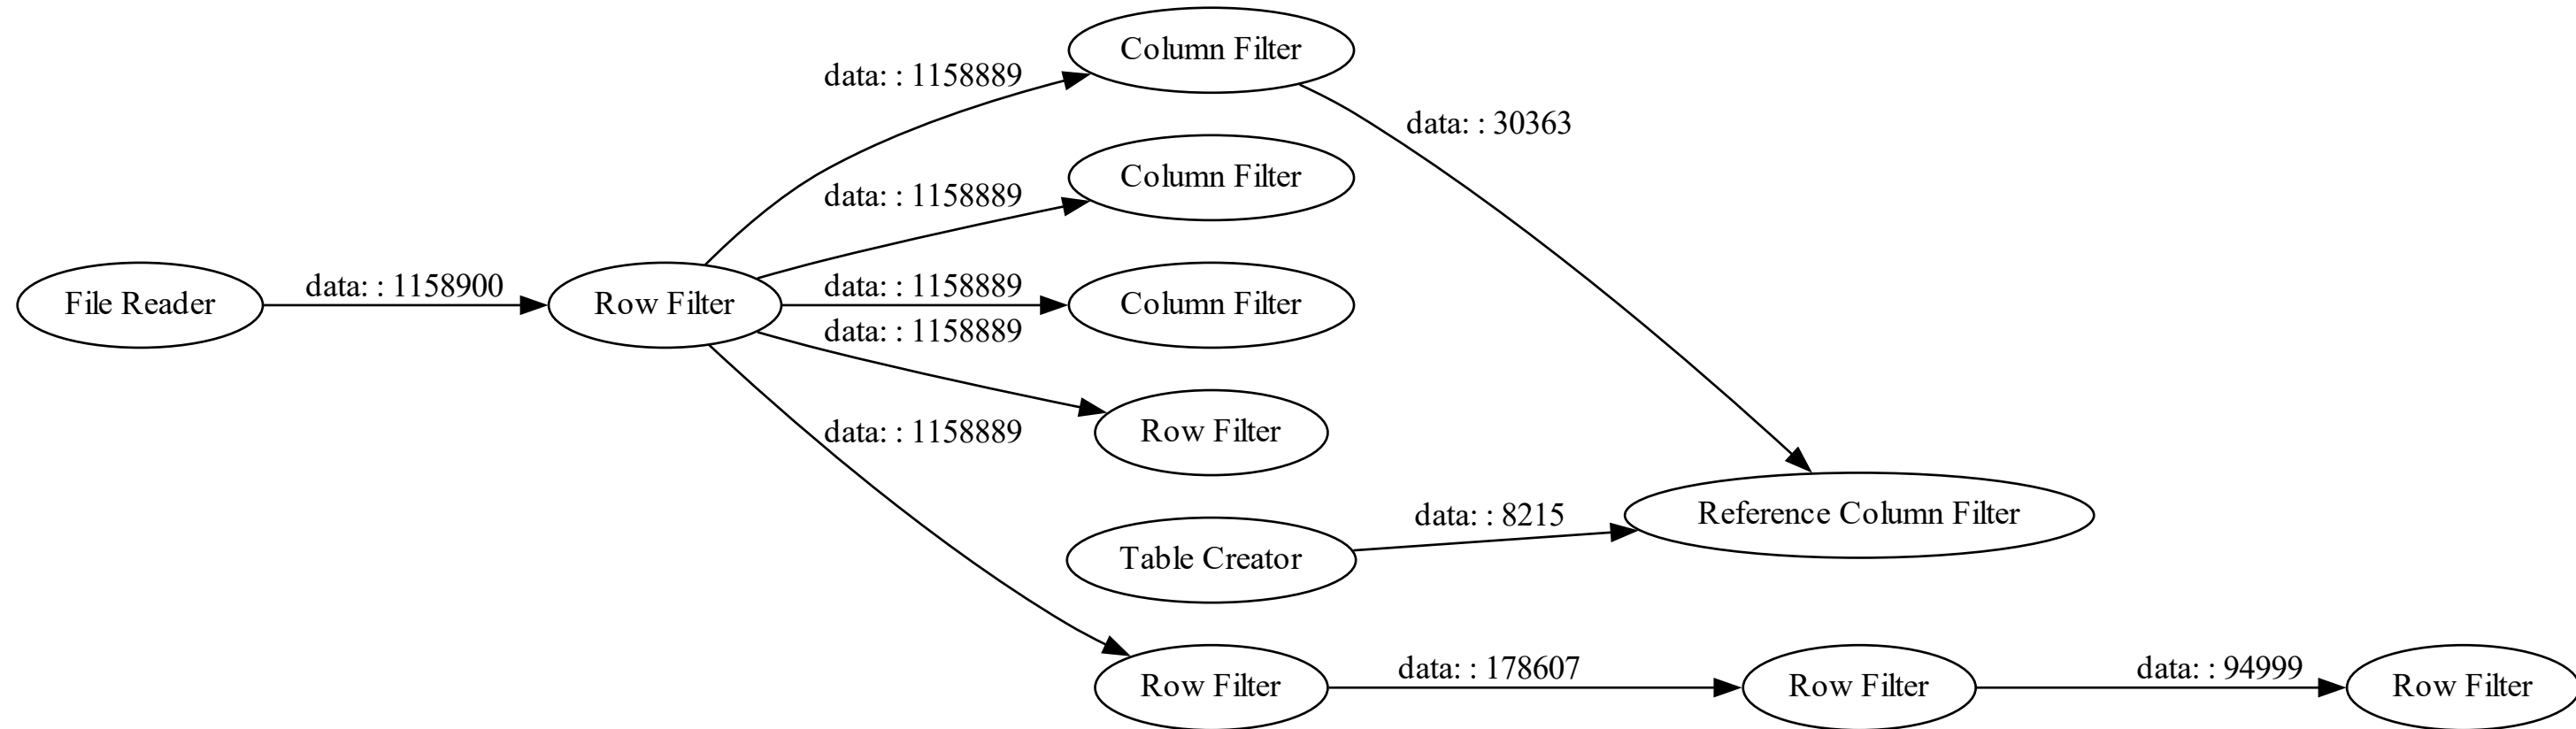 Column Filter
data: : 1158889
data: : 30363
Column Filter
data: : 1158889
File Reader
data: : 1158900
Row Filter
data: : 1158889
Column Filter
data: : 1158889
Row Filter
data: : 1158889
Table Creator
data: : 8215
Reference Column Filter
Row Filter
data: : 178607
Row Filter
data: : 94999
Row Filter